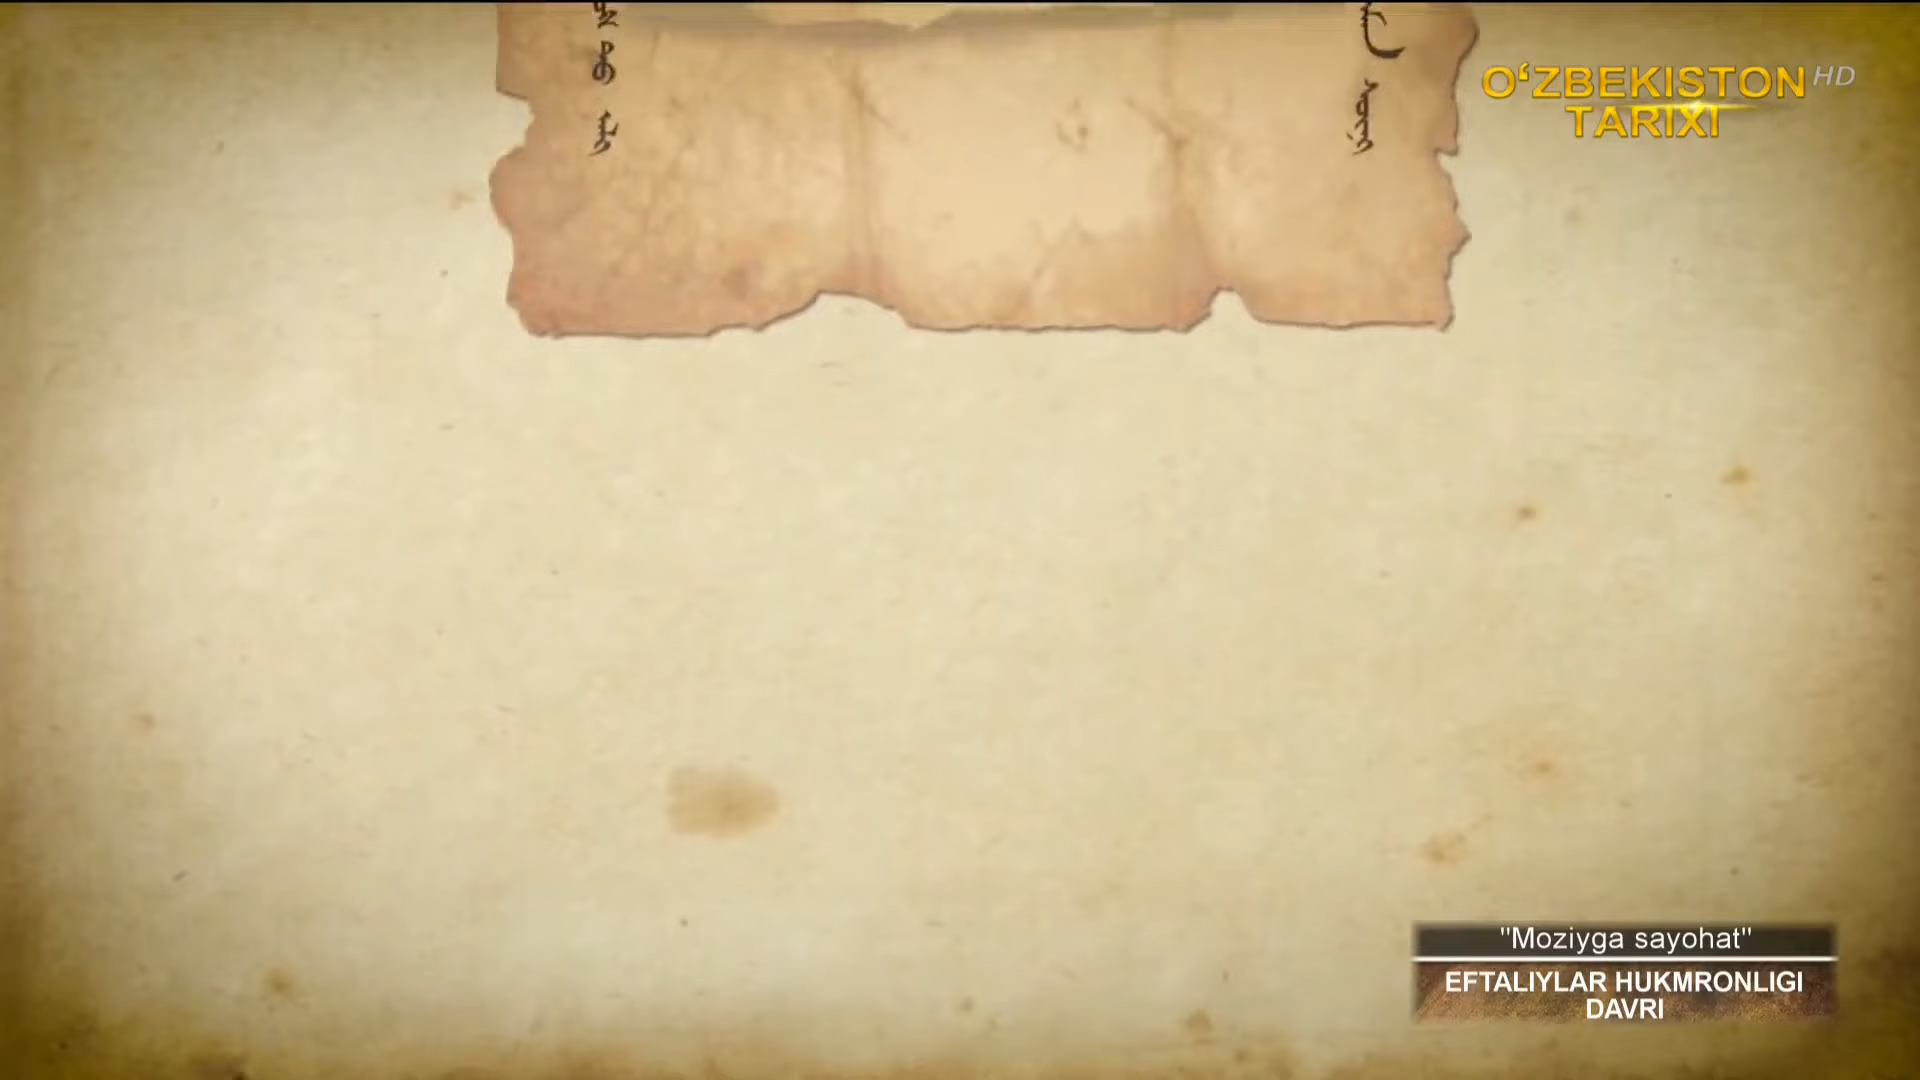 O‘ZBEKISTON HD
TARIXI
"Moziyga sayohat"
EFTALIYLAR HUKMRONLIGI
DAVRI